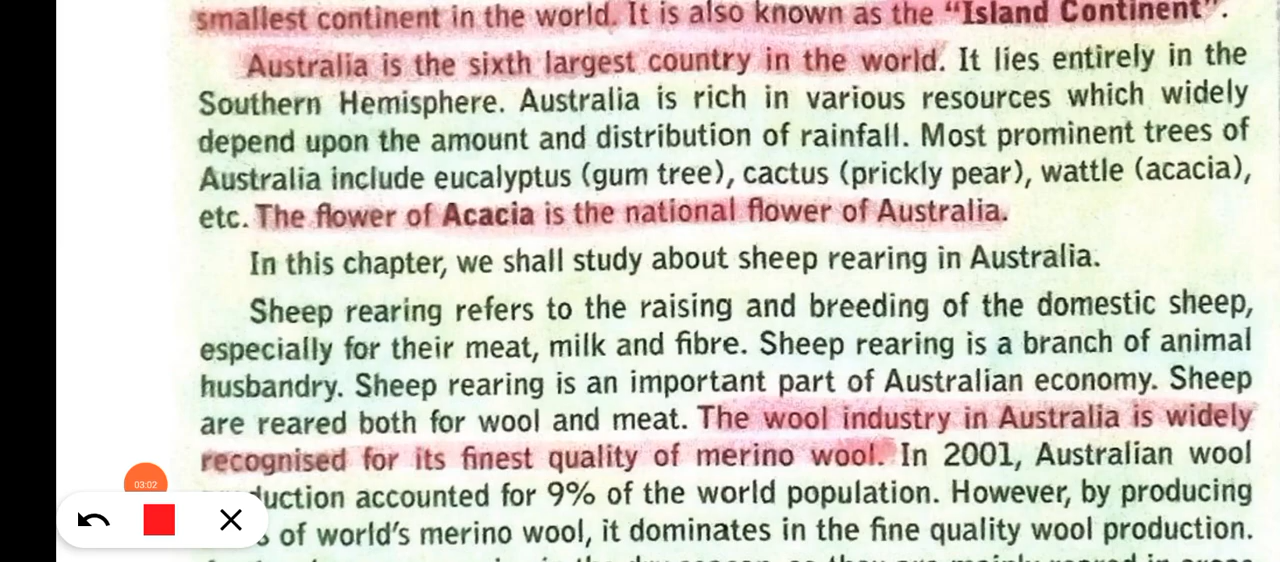 smallest continent in the world. It is also known as the “Island Continent”.
Australia is the sixth largest country in the world. It lies entirely in the
Southern Hemisphere. Australia is rich in various resources which widely
depend upon the amount and distribution of rainfall. Most prominent trees of
Australia include eucalyptus (gum tree), cactus (prickly pear), wattle (acacia),
etc. The flower of Acacia is the national flower of Australia.
In this chapter, we shall study about sheep rearing in Australia.
Sheep rearing refers to the raising and breeding of the domestic sheep,
especially for their meat, milk and fibre. Sheep rearing is a branch of animal
husbandry. Sheep rearing is an important part of Australian economy. Sheep
are reared both for wool and meat. The wool industry in Australia is widely
recognised for its finest quality of merino wool. In 2001, Australian wool
duction accounted for 9% of the world population. However, by producing
of world’s merino wool, it dominates in the fine quality wool production.
03:02